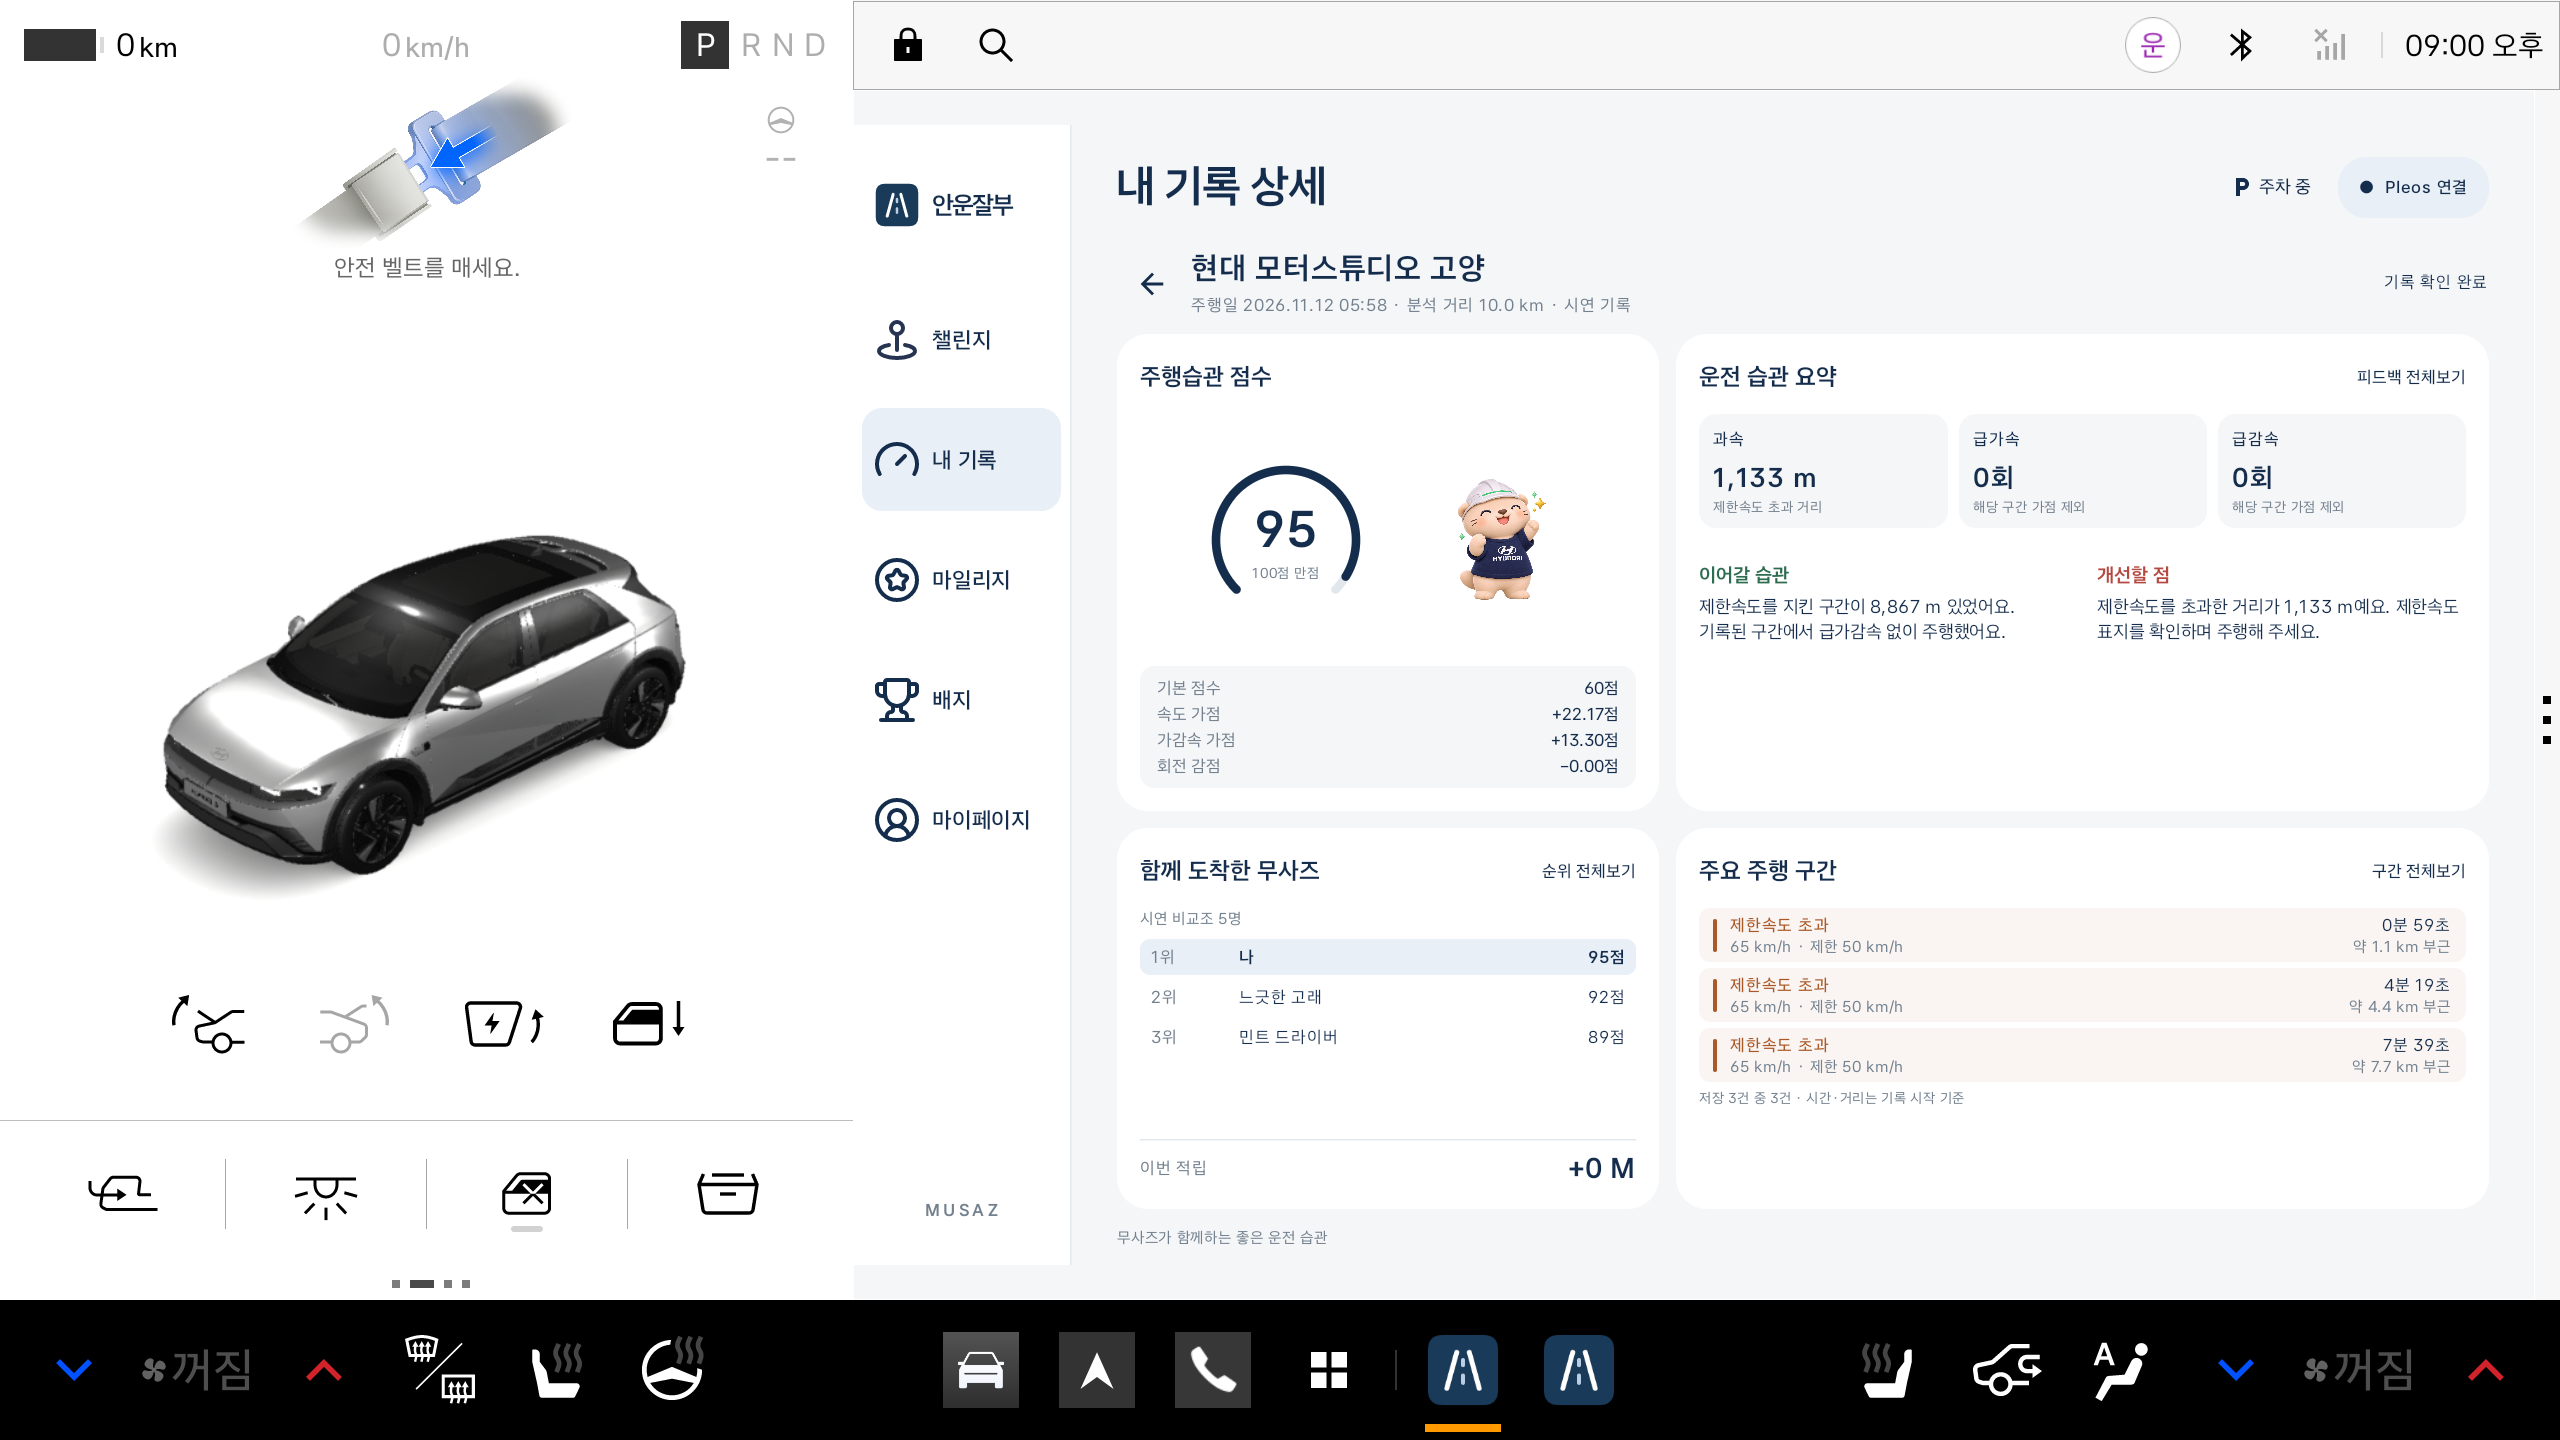 0 km
0 km/h
P R N D
안전 벨트를 매세요.
운
09:00 오후
안운잘부
챌린지
내 기록
마일리지
배지
마이페이지
MUSAZ
내 기록 상세
P 주차 중
Pleos 연결
현대 모터스튜디오 고양
주행일 2026.11.12 05:58 · 분석 거리 10.0 km · 시연 기록
기록 확인 완료
주행습관 점수
95
100점 만점
HYUNDAI
기본 점수 60점
속도 가점 +22.17점
가감속 가점 +13.30점
회전 감점 -0.00점
운전 습관 요약
피드백 전체보기
과속
1,133 m
제한속도 초과 거리
급가속
0회
해당 구간 가점 제외
급감속
0회
해당 구간 가점 제외
이어갈 습관
제한속도를 지킨 구간이 8,867 m 있었어요.
기록된 구간에서 급가감속 없이 주행했어요.
개선할 점
제한속도를 초과한 거리가 1,133 m예요. 제한속도
표지를 확인하며 주행해 주세요.
함께 도착한 무사즈
순위 전체보기
시연 비교조 5명
1위 나 95점
2위 느긋한 고래 92점
3위 민트 드라이버 89점
이번 적립 +0 M
주요 주행 구간
구간 전체보기
제한속도 초과 0분 59초
65 km/h · 제한 50 km/h 약 1.1 km 부근
제한속도 초과 4분 19초
65 km/h · 제한 50 km/h 약 4.4 km 부근
제한속도 초과 7분 39초
65 km/h · 제한 50 km/h 약 7.7 km 부근
저장 3건 중 3건 · 시간·거리는 기록 시작 기준
무사즈가 함께하는 좋은 운전 습관
꺼짐
A
꺼짐